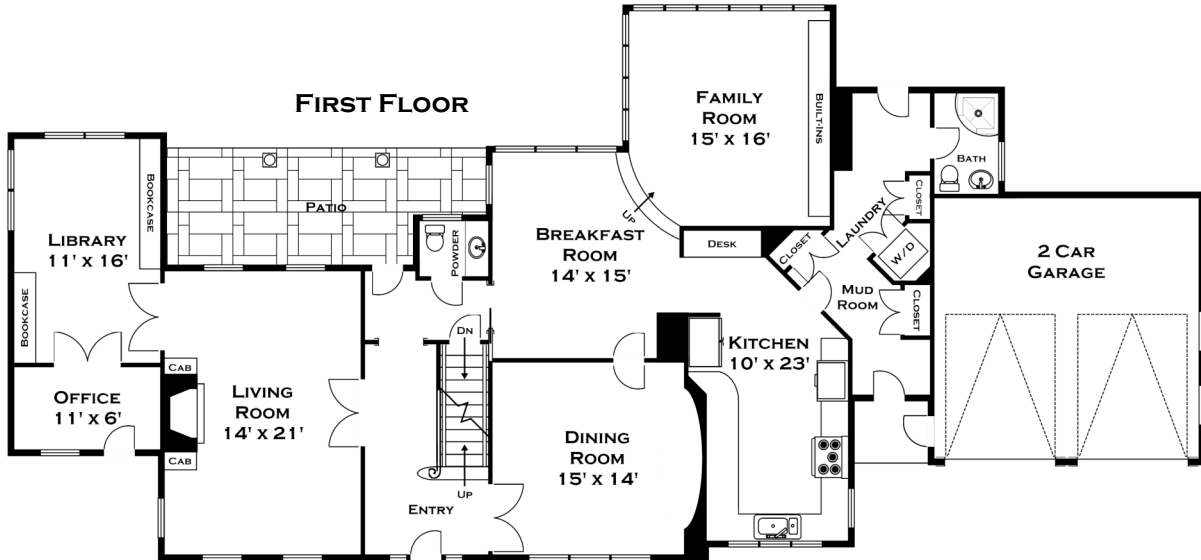 FIRST FLOOR
FAMILY
ROOM
15' x 16'
BUILT-INS
BATH
BOOKCASE
PATIO
LIBRARY
11' x 16'
BOOKCASE
POWDER
UP
BREAKFAST
ROOM
14' x 15'
DESK
CLOSET
LAUNDRY
CLOSET
W/D
2 CAR
GARAGE
MUD
ROOM
CLOSET
DN
KITCHEN
10' x 23'
CAB
OFFICE
11' x 6'
CAB
LIVING
ROOM
14' x 21'
DINING
ROOM
15' x 14'
UP
ENTRY